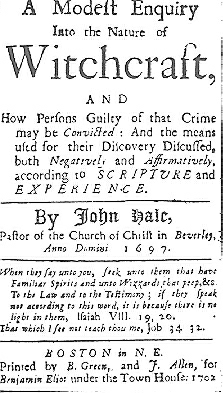 A Modeſt Enquiry
Into the Nature of
Witchcraft,
AND
How Perſons Guilty of that Crime
may be Convicted: And the means
uſed for their Diſcovery Diſcuſſed,
both Negatively and Affirmatively,
according to SCRIPTURE and
EXPERIENCE.
By John Hale,
Paſtor of the Church of Chriſt in Beverley,
Anno Domini 1697.
When they ſay unto you, ſeek unto them that have
Familiar Spirits and unto Wizzards, that peep, &c.
To the Law and to the Teſtimony; if they ſpeak
not according to this word, it is becauſe there is no
light in them, Iſaiah VIII. 19, 20.
That which I ſee not teach thou me, Job 34. 32.
BOSTON in N. E.
Printed by B. Green, and J. Allen, for
Benjamin Eliot under the Town Houſe. 1702